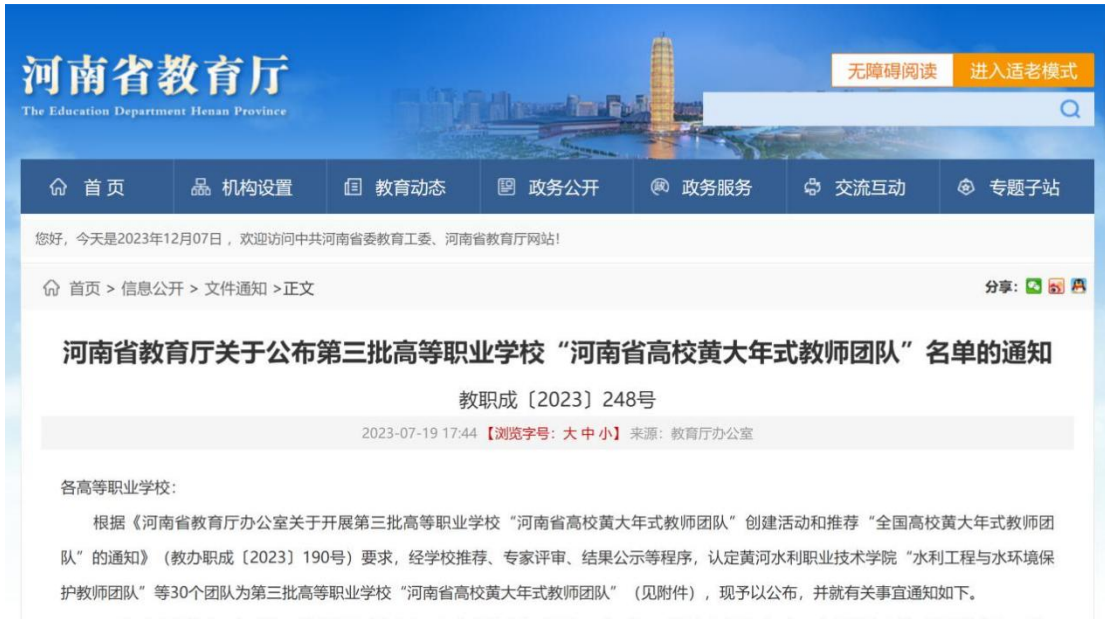 河南省教育厅
The Education Department Henan Province
无障碍阅读 进入适老模式
首页 机构设置 教育动态 政务公开 政务服务 交流互动 专题子站
您好，今天是2023年12月07日，欢迎访问中共河南省委教育工委、河南省教育厅网站！
首页 > 信息公开 > 文件通知 >正文 分享：
河南省教育厅关于公布第三批高等职业学校“河南省高校黄大年式教师团队”名单的通知
教职成〔2023〕248号
2023-07-19 17:44 【浏览字号：大 中 小】 来源：教育厅办公室
各高等职业学校：
根据《河南省教育厅办公室关于开展第三批高等职业学校“河南省高校黄大年式教师团队”创建活动和推荐“全国高校黄大年式教师团
队”的通知》（教办职成〔2023〕190号）要求，经学校推荐、专家评审、结果公示等程序，认定黄河水利职业技术学院“水利工程与水环境保
护教师团队”等30个团队为第三批高等职业学校“河南省高校黄大年式教师团队”（见附件），现予以公布，并就有关事宜通知如下。